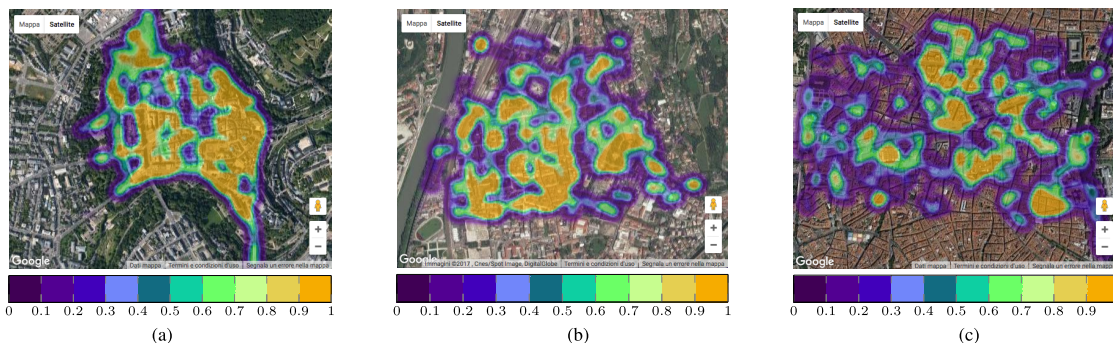 Mappa Satellite
Google
Dati mappa Termini e condizioni d'uso Segnala un errore nella mappa
0 0.1 0.2 0.3 0.4 0.5 0.6 0.7 0.8 0.9 1
(a)
Mappa Satellite
Google
Immagini ©2017 , Cnes/Spot Image, DigitalGlobe Termini e condizioni d'uso Segnala un errore nella mappa
0 0.1 0.2 0.3 0.4 0.5 0.6 0.7 0.8 0.9 1
(b)
Mappa Satellite
Google
Dati mappa Termini e condizioni d'uso Segnala un errore nella mappa
0 0.1 0.2 0.3 0.4 0.5 0.6 0.7 0.8 0.9
(c)